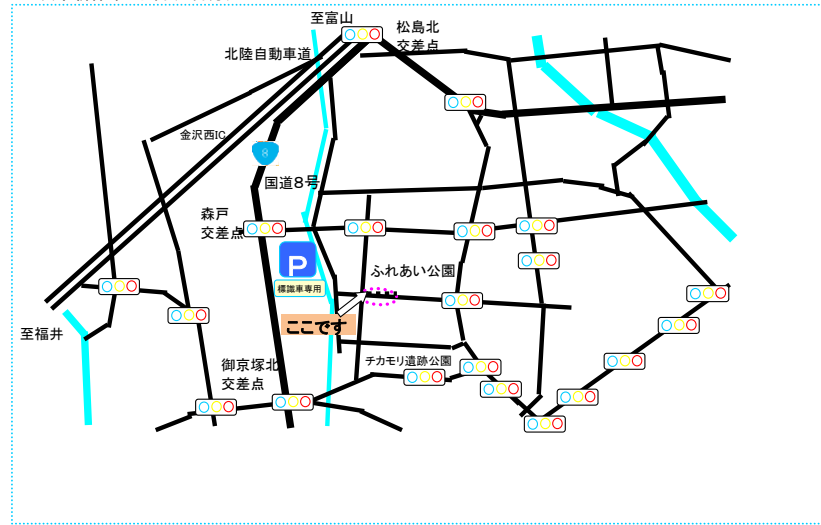 至富山
松島北
交差点
北陸自動車道
金沢西IC
8
国道8号
森戸
交差点
P
標識車専用
ふれあい公園
ここです
至福井
御京塚北
交差点
チカモリ遺跡公園